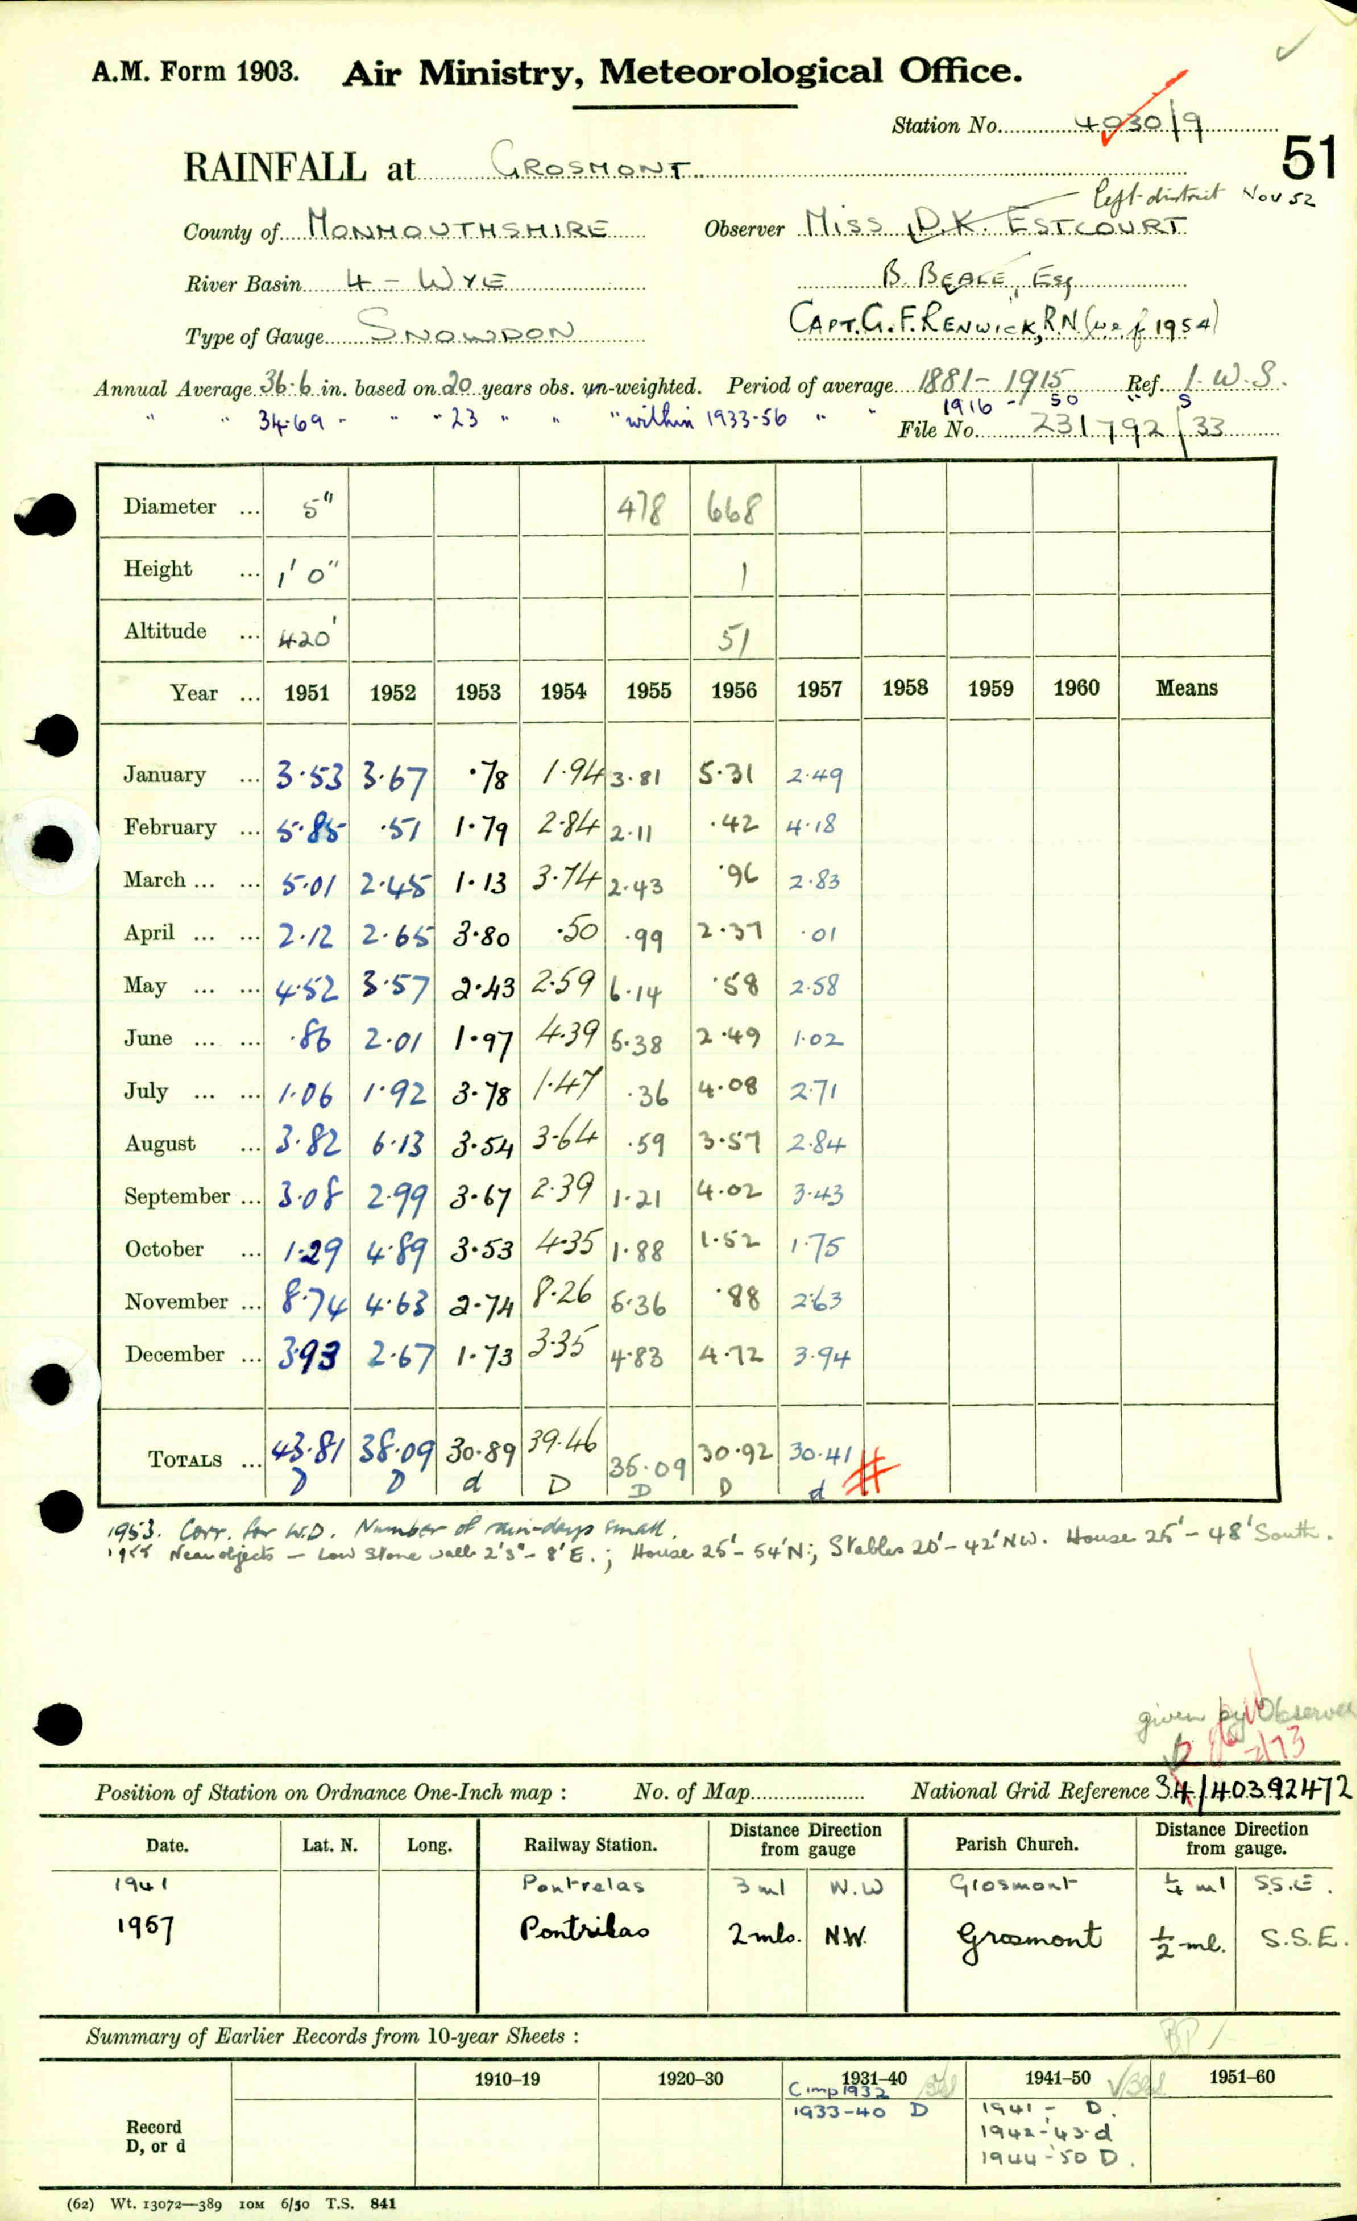 A.M. Form 1903. Air Ministry, Meteorological Office.
Station No. 4030/9
51
RAINFALL at GROSMONT
left district Nov 52
County of MONMOUTHSHIRE Observer MISS D.K. ESTCOURT
River Basin 4 - WYE B. BEALE, Esq
Type of Gauge SNOWDON CAPT. G. F. RENWICK, R.N (w e f 1954)
Annual Average 36.6 in. based on 20 years obs. un-weighted. Period of average 1881-1915 Ref. I.W.S.
" " 34.69 - " " 23 " " " within 1933-56 " " 1916 - 50 " S
File No. 231792/33
Diameter ... 5" 478 668
Height ... 1' 0" 1
Altitude ... 420' 51
Year ... 1951 1952 1953 1954 1955 1956 1957 1958 1959 1960 Means
January ... 3.53 3.67 .78 1.94 3.81 5.31 2.49
February ... 5.85 .51 1.79 2.84 2.11 .42 4.18
March ... ... 5.01 2.45 1.13 3.74 2.43 .96 2.83
April ... ... 2.12 2.65 3.80 .50 .99 2.37 .01
May ... ... 4.52 3.57 2.43 2.59 6.14 .58 2.58
June ... ... .86 2.01 1.97 4.39 5.38 2.49 1.02
July ... ... 1.06 1.92 3.78 1.47 .36 4.08 2.71
August ... 3.82 6.13 3.54 3.64 .59 3.57 2.84
September ... 3.08 2.99 3.67 2.39 1.21 4.02 3.43
October ... 1.29 4.89 3.53 4.35 1.88 1.52 1.75
November ... 8.74 4.63 2.74 8.26 5.36 .88 2.63
December ... 3.93 2.67 1.73 3.35 4.83 4.72 3.94
TOTALS ... 43.81 38.09 30.89 39.46 35.09 30.92 30.41 #
D D d D D D d
1953. Corr. for W.D. Number of rain-days small.
1955 Near objects - Low stone wall 2'3" - 8' E. ; House 25' - 54' N ; Stables 20' - 42' NW. House 25' - 48' South.
given by Observer
2/73
Position of Station on Ordnance One-Inch map : No. of Map National Grid Reference 34/40392472
Date. Lat. N. Long. Railway Station. Distance Direction from gauge Parish Church. Distance Direction from gauge.
1941 Pontrelas 3 ml N.W Grosmont 1/4 ml S.S.E.
1957 Pontrilas 2 mls. N.W. Grosmont 1/2 ml. S.S.E.
Summary of Earlier Records from 10-year Sheets :
BP
1910–19 1920–30 1931–40 1941–50 1951–60
Record D, or d
Cimp 1932
1933-40 D
1941 - D.
1942-'43-d
1944-'50 D.
(62) Wt. 13072—389 10M 6/50 T.S. 841